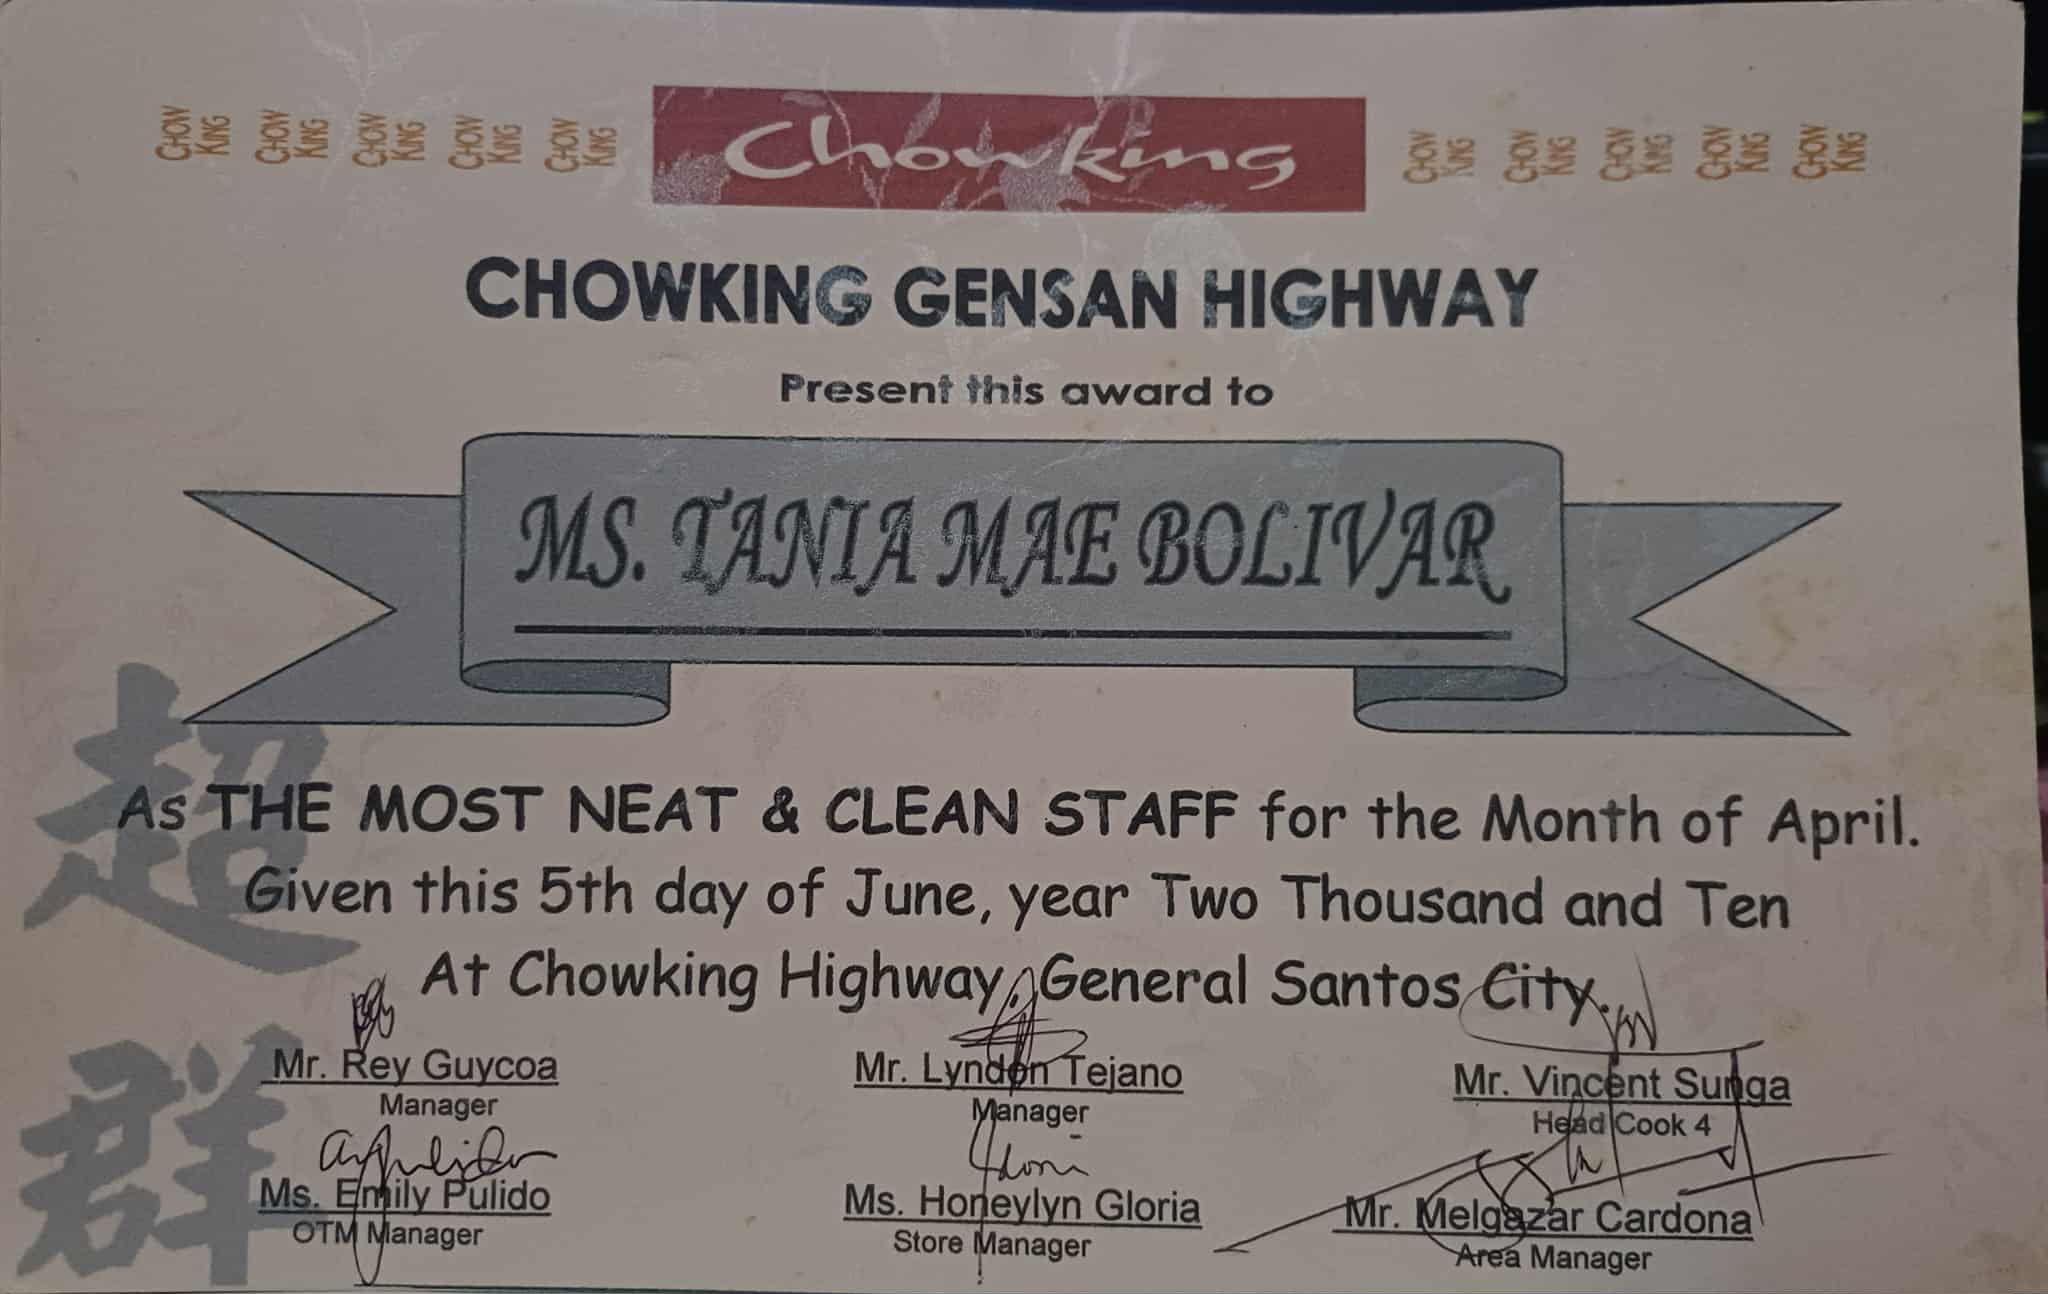 CHOW KING CHOW KING CHOW KING CHOW KING CHOW KING Chowking CHOW KING CHOW KING CHOW KING CHOW KING CHOW KING
CHOWKING GENSAN HIGHWAY
Present this award to
MS. TANIA MAE BOLIVAR
超群
As THE MOST NEAT & CLEAN STAFF for the Month of April.
Given this 5th day of June, year Two Thousand and Ten
At Chowking Highway, General Santos City.
Mr. Rey Guycoa Mr. Lyndon Tejano Mr. Vincent Sunga
Manager Manager Head Cook 4
Ms. Emily Pulido Ms. Honeylyn Gloria Mr. Melgazar Cardona
OTM Manager Store Manager Area Manager